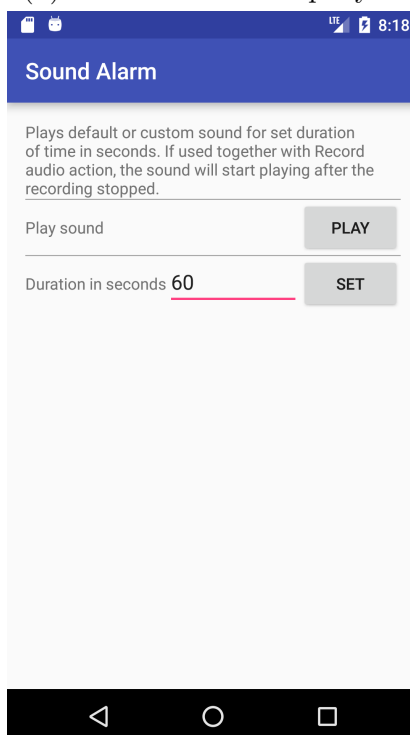 LTE 8:18
Sound Alarm
Plays default or custom sound for set duration
of time in seconds. If used together with Record
audio action, the sound will start playing after the
recording stopped.
Play sound PLAY
Duration in seconds 60 SET